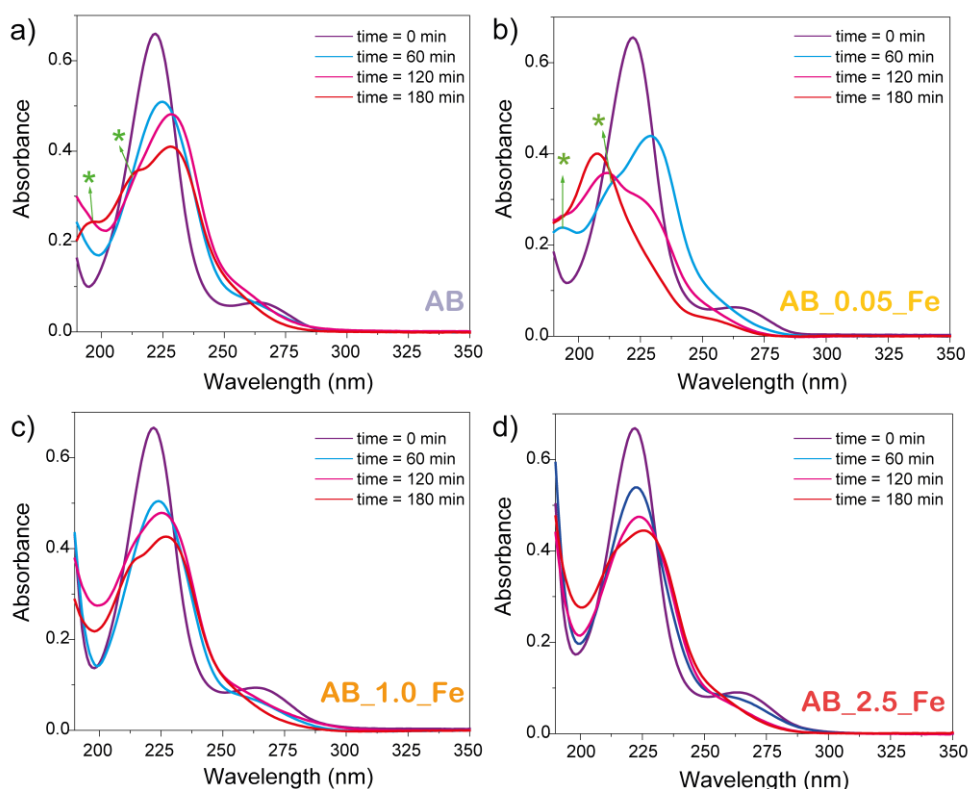 a)
time = 0 min
time = 60 min
time = 120 min
time = 180 min
*
*
AB
Absorbance
0.6
0.4
0.2
0.0
200
225
250
275
300
325
350
Wavelength (nm)
b)
time = 0 min
time = 60 min
time = 120 min
time = 180 min
*
*
AB_0.05_Fe
Absorbance
0.6
0.4
0.2
0.0
200
225
250
275
300
325
350
Wavelength (nm)
c)
time = 0 min
time = 60 min
time = 120 min
time = 180 min
AB_1.0_Fe
Absorbance
0.6
0.4
0.2
0.0
200
225
250
275
300
325
350
Wavelength (nm)
d)
time = 0 min
time = 60 min
time = 120 min
time = 180 min
AB_2.5_Fe
Absorbance
0.6
0.4
0.2
0.0
200
225
250
275
300
325
350
Wavelength (nm)